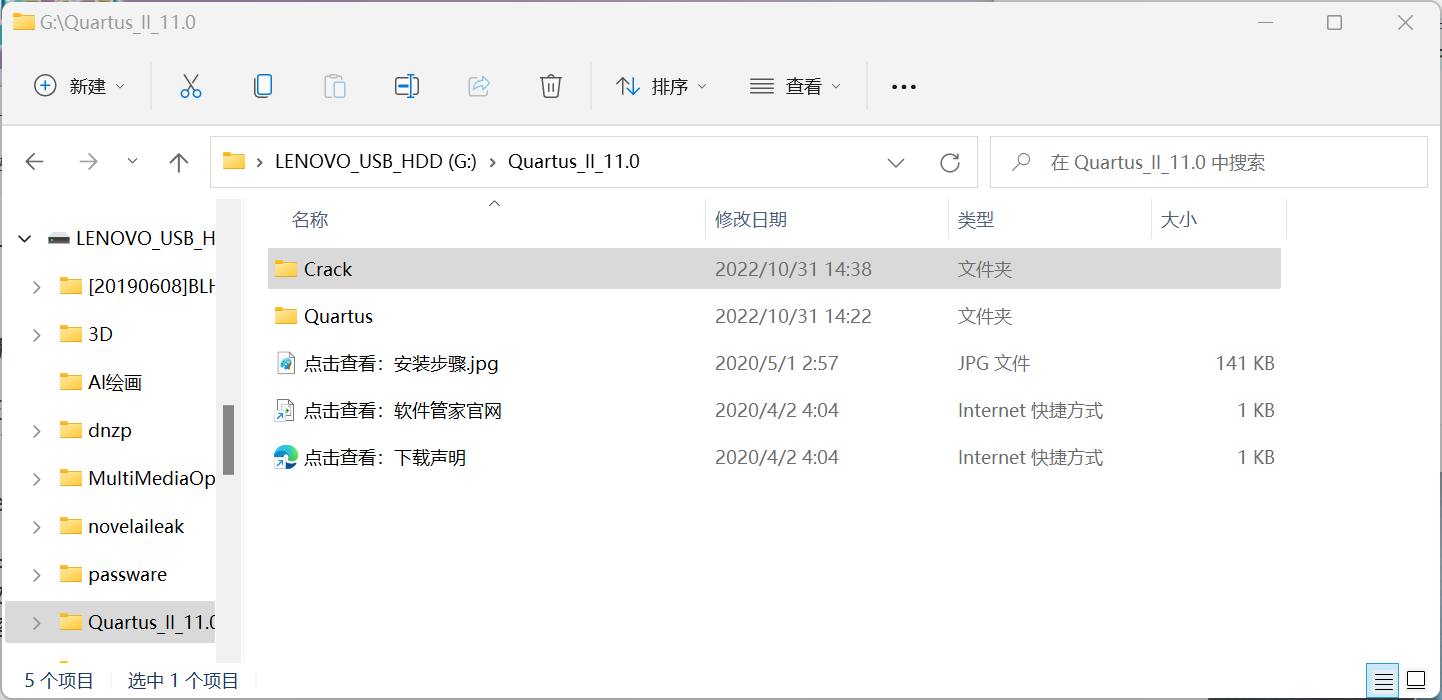 G:\Quartus_II_11.0
新建
排序
查看
LENOVO_USB_HDD (G:)
Quartus_II_11.0
在 Quartus_II_11.0 中搜索
LENOVO_USB_H
[20190608]BLH
3D
AI绘画
dnzp
MultiMediaOp
novelaileak
passware
Quartus_II_11.0
名称 修改日期 类型 大小
Crack 2022/10/31 14:38 文件夹
Quartus 2022/10/31 14:22 文件夹
点击查看：安装步骤.jpg 2020/5/1 2:57 JPG 文件 141 KB
点击查看：软件管家官网 2020/4/2 4:04 Internet 快捷方式 1 KB
点击查看：下载声明 2020/4/2 4:04 Internet 快捷方式 1 KB
5 个项目 选中 1 个项目